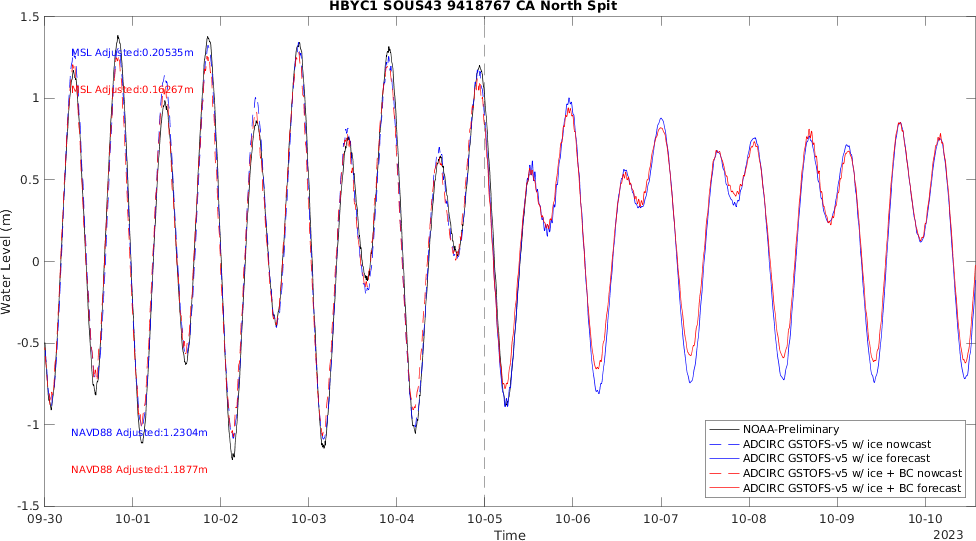 HBYC1 SOUS43 9418767 CA North Spit
1.5
MSL Adjusted:0.20535m
1
MSL Adjusted:0.16267m
0.5
Water Level (m)
0
-0.5
-1
NAVD88 Adjusted:1.2304m
NAVD88 Adjusted:1.1877m
-1.5
NOAA-Preliminary
ADCIRC GSTOFS-v5 w/ ice nowcast
ADCIRC GSTOFS-v5 w/ ice forecast
ADCIRC GSTOFS-v5 w/ ice + BC nowcast
ADCIRC GSTOFS-v5 w/ ice + BC forecast
09-30 10-01 10-02 10-03 10-04 10-05 10-06 10-07 10-08 10-09 10-10
Time
2023